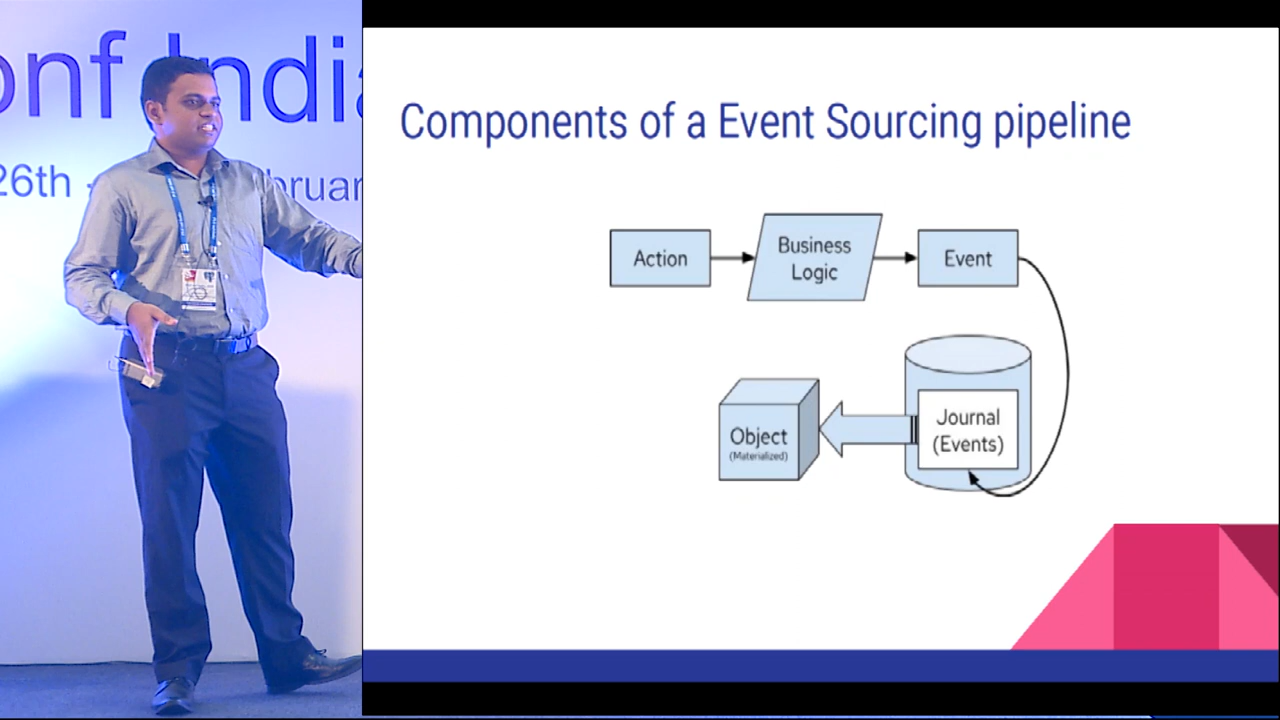 onf India
26th - bruar
Components of a Event Sourcing pipeline
Action
Business
Logic
Event
Journal
(Events)
Object
(Materialized)